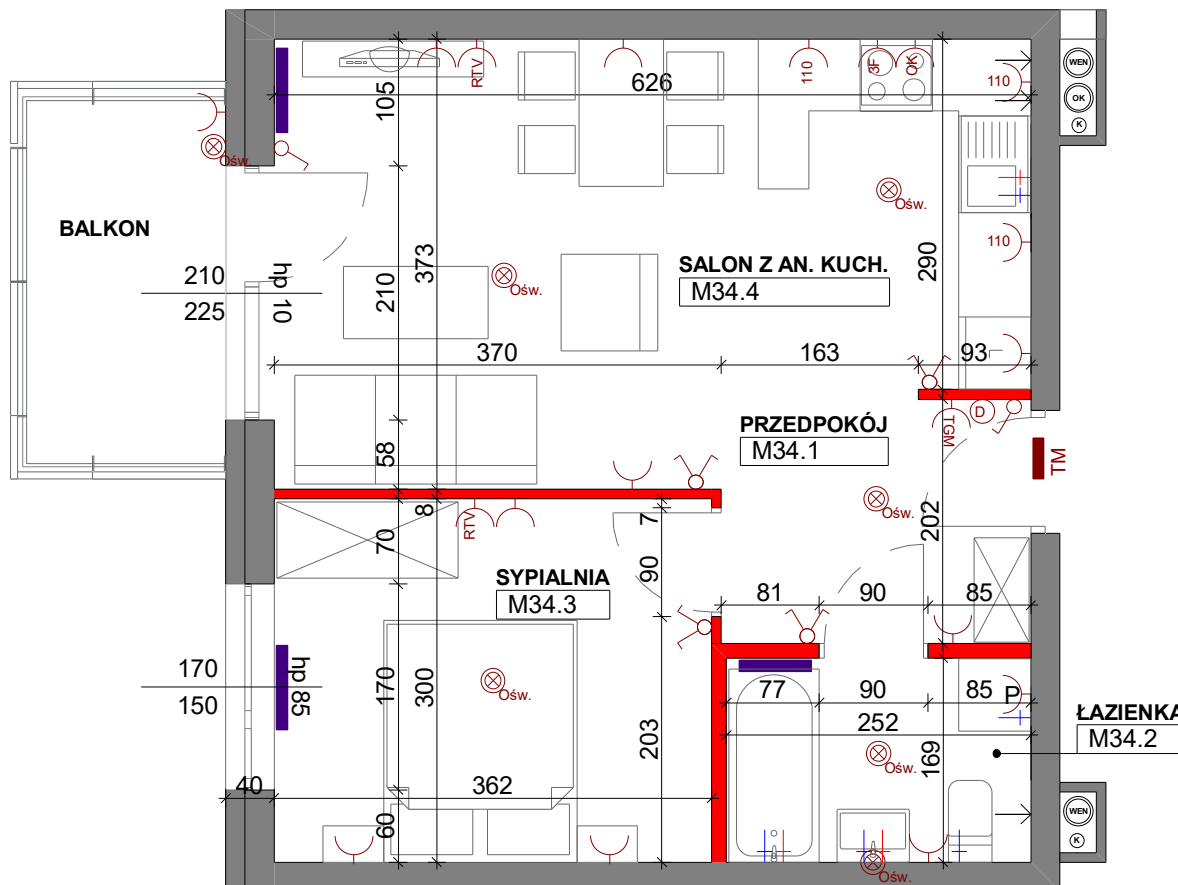 WEN
OK
K
RTV
110
3F
OK
110
626
105
Ośw.
BALKON
Ośw.
210
225
hp 10
210
373
Ośw.
SALON Z AN. KUCH.
M34.4
290
110
370
163
93
PRZEDPOKÓJ
M34.1
TGM
D
TM
58
8
RTV
7
Ośw.
202
70
90
SYPIALNIA
M34.3
81
90
85
170
150
hp 85
170
300
Ośw.
203
77
90
85
P
252
ŁAZIENKA
M34.2
169
Ośw.
40
362
60
WEN
K
Ośw.